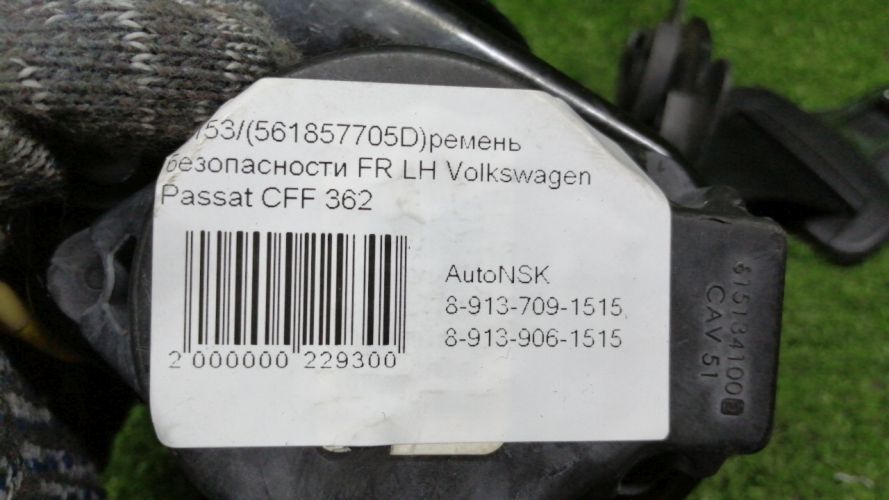 153/(561857705D)ремень
безопасности FR LH Volkswagen
Passat CFF 362
AutoNSK
8-913-709-1515,
8-913-906-1515
2 000000 229300
CAV 51